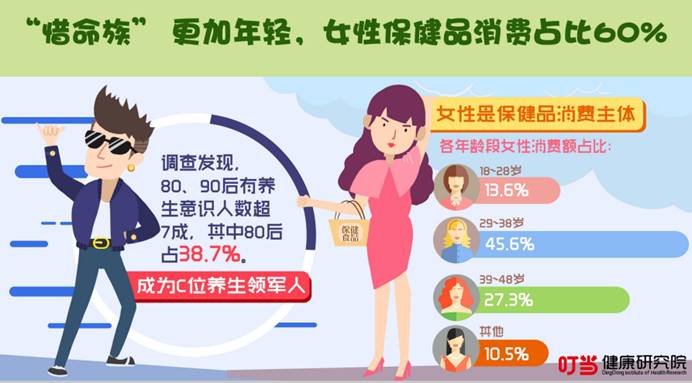 “惜命族” 更加年轻，女性保健品消费占比60%
调查发现，
80、90后有养
生意识人数超
7成，其中80后
占38.7%。
成为C位养生领军人
保健
食品
女性是保健品消费主体
各年龄段女性消费额占比：
18-28岁
13.6%
29-38岁
45.6%
39-48岁
27.3%
其他
10.5%
叮当 健康研究院
DingDong Institute of Health Research